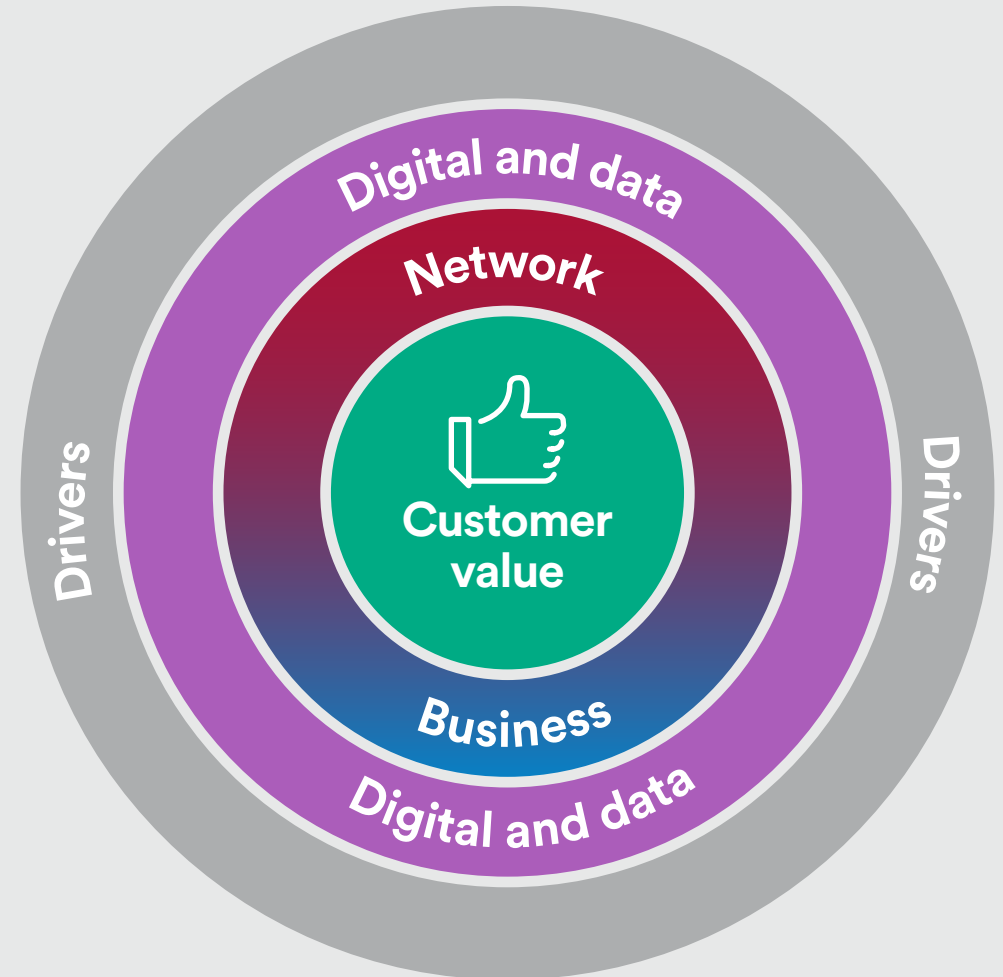 Digital and data
Network
Drivers
Drivers
Customer
value
Business
Digital and data